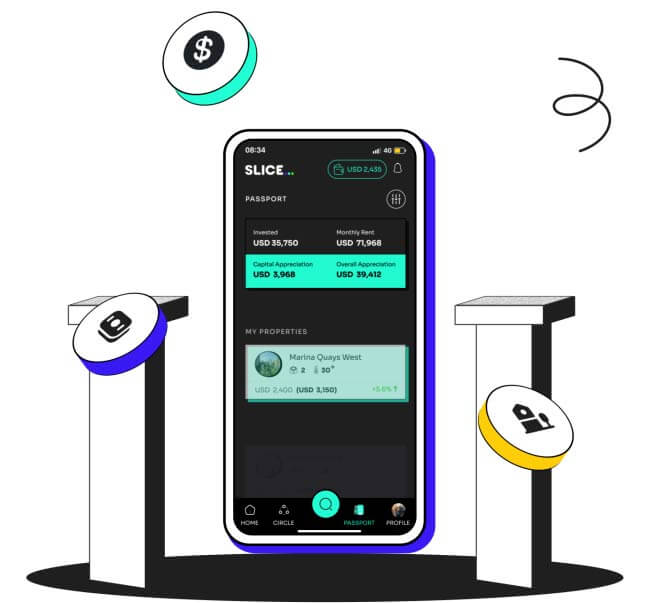 08:34
40
SLICE
USD 2,435
PASSPORT
Invested
Monthly Rent
USD 35,750
USD 71,968
Capital Appreciation
Overall Appreciation
USD 3,968
USD 39,412
MY PROPERTIES
Marina Quays West
2
30°
USD 2,400 (USD 3,150)
+5.6%
HOME
CIRCLE
PASSPORT
PROFILE